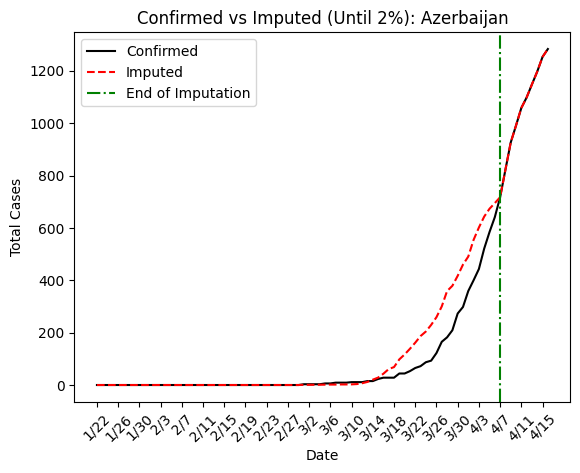 Confirmed vs Imputed (Until 2%): Azerbaijan
Confirmed
Imputed
End of Imputation
Total Cases
1200
1000
800
600
400
200
0
1/22 1/26 1/30 2/3 2/7 2/11 2/15 2/19 2/23 2/27 3/2 3/6 3/10 3/14 3/18 3/22 3/26 3/30 4/3 4/7 4/11 4/15
Date